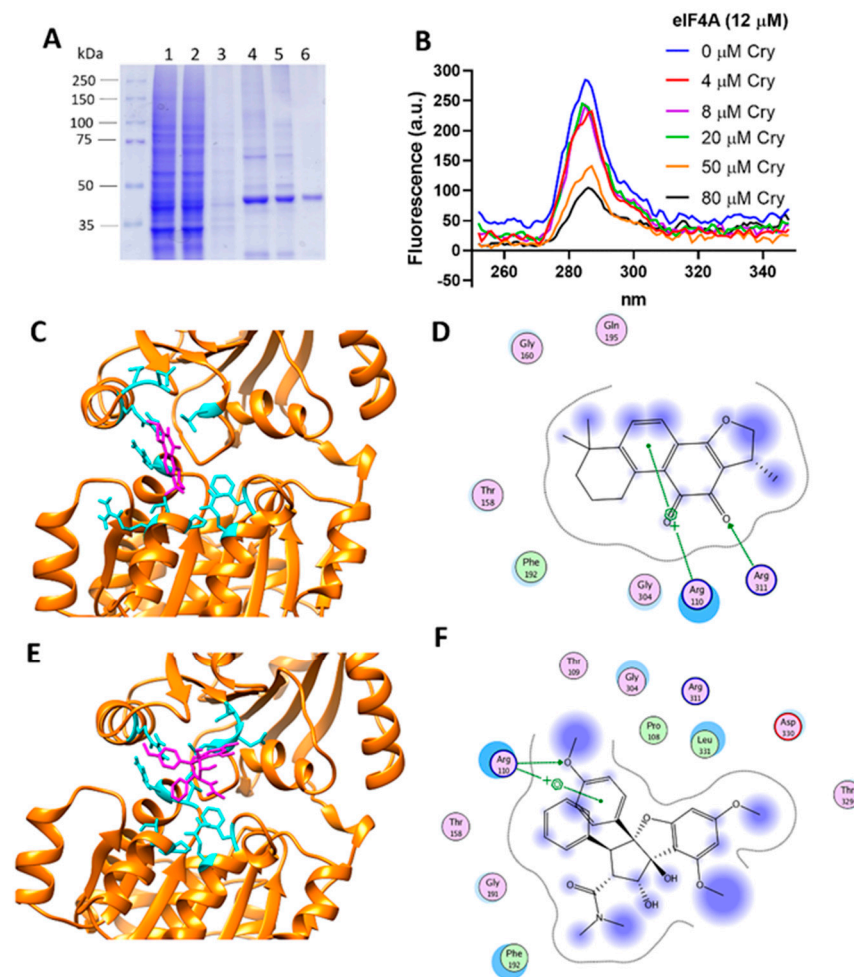 A
kDa 1 2 3 4 5 6
250
150
100
75
50
35
B
eIF4A (12 μM)
0 μM Cry
4 μM Cry
8 μM Cry
20 μM Cry
50 μM Cry
80 μM Cry
Fluorescence (a.u.)
300
250
200
150
100
50
0
-50
260 280 300 320 340
nm
C
D
Gly
160
Gln
195
Thr
158
Phe
192
Gly
304
Arg
110
Arg
311
O
O
O
E
F
Thr
109
Gly
304
Arg
311
Pro
108
Leu
331
Asp
330
Thr
329
Arg
110
Thr
158
Gly
191
Phe
192
O
O
O
O
O
OH
OH
N